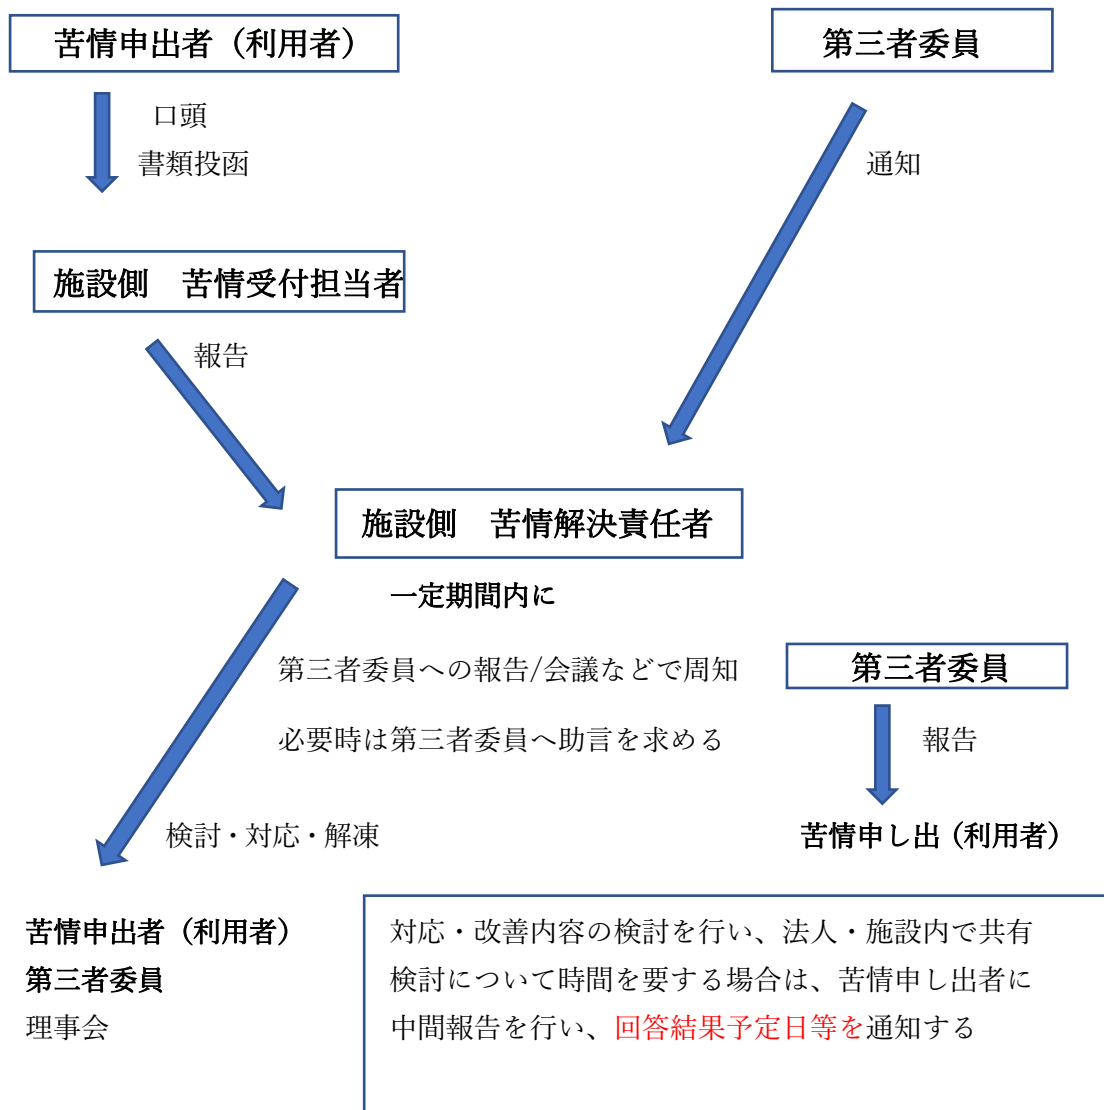 苦情申出者（利用者）
第三者委員
口頭
書類投函
通知
施設側　苦情受付担当者
報告
施設側　苦情解決責任者
一定期間内に
第三者委員への報告/会議などで周知
第三者委員
必要時は第三者委員へ助言を求める
報告
検討・対応・解凍
苦情申し出（利用者）
苦情申出者（利用者）
第三者委員
理事会
対応・改善内容の検討を行い、法人・施設内で共有
検討について時間を要する場合は、苦情申し出者に
中間報告を行い、回答結果予定日等を通知する